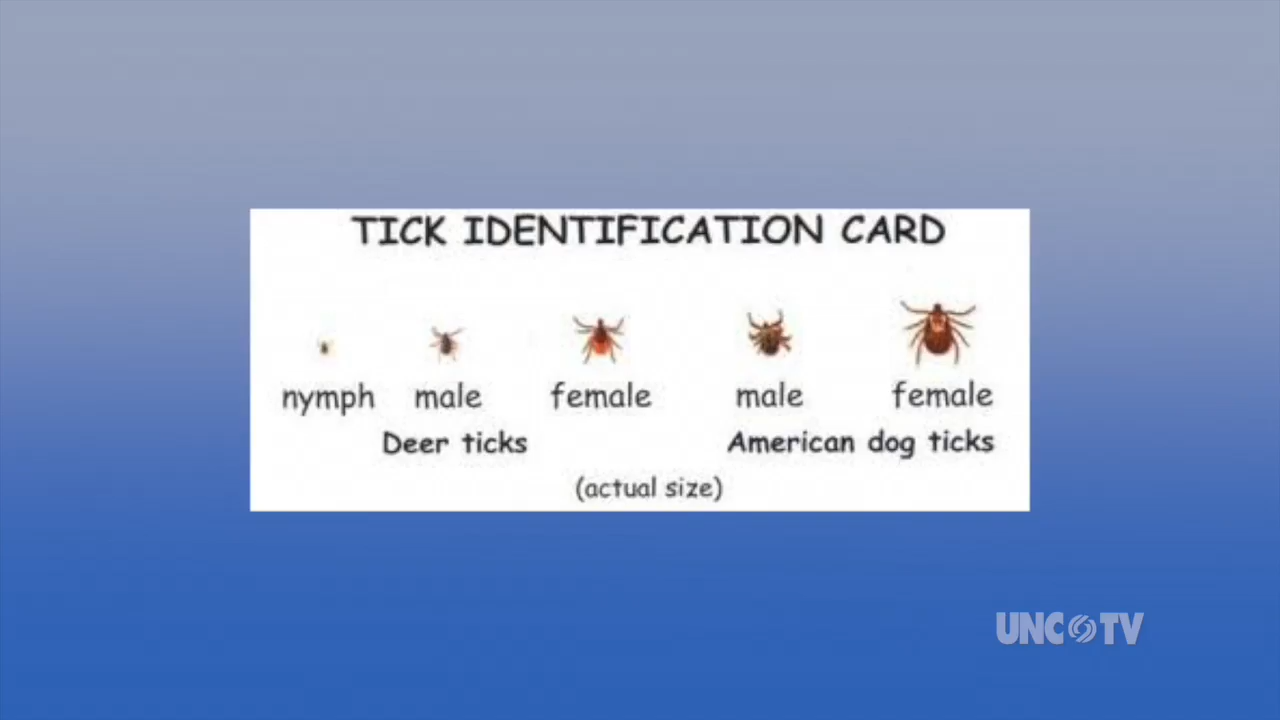 TICK IDENTIFICATION CARD
nymph male female male female
Deer ticks American dog ticks
(actual size)
UNC TV